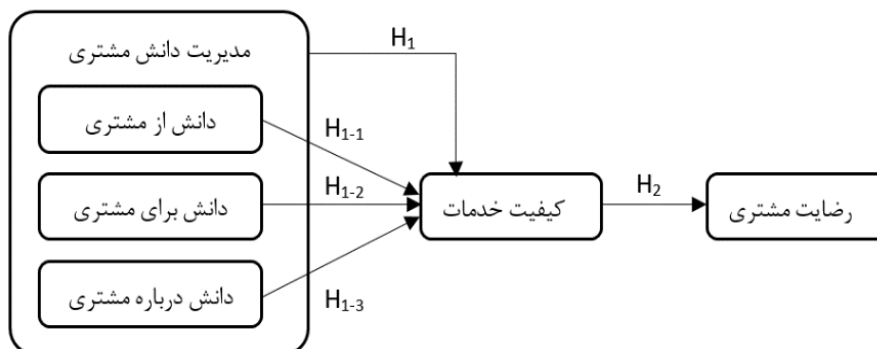 مدیریت دانش مشتری
H₁
دانش از مشتری
H₁₋₁
دانش برای مشتری
H₁₋₂
کیفیت خدمات
H₂
رضایت مشتری
دانش درباره مشتری
H₁₋₃